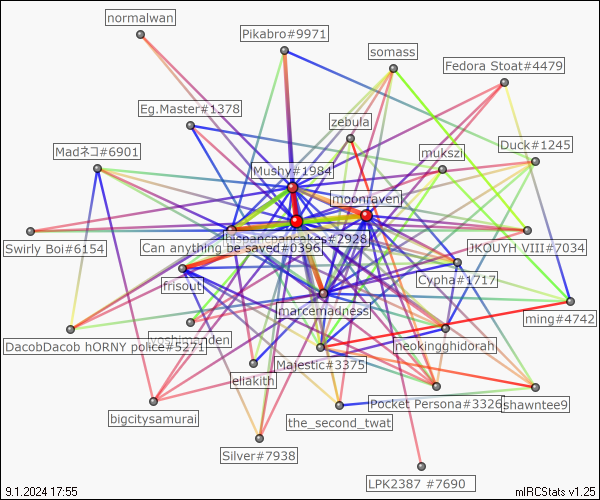 normalwan
Pikabro#9971
somass
Fedora Stoat#4479
Eg.Master#1378
zebula
Duck#1245
Madネコ#6901
mukszi
Mushy#1984
moonraven
Swirly Boi#6154
Can anything be saved#0396
hispancpancakes#2928
JKOUYH VIII#7034
Cypha#1717
frisout
marcemadness
ming#4742
DacobDacob hORNY police#5271
neokingghidorah
Majestic#3375
eliakith
bigcitysamurai
the_second_twat
Pocket Persona#3326
shawntee9
Silver#7938
LPK2387 #7690
9.1.2024 17:55
mIRCStats v1.25